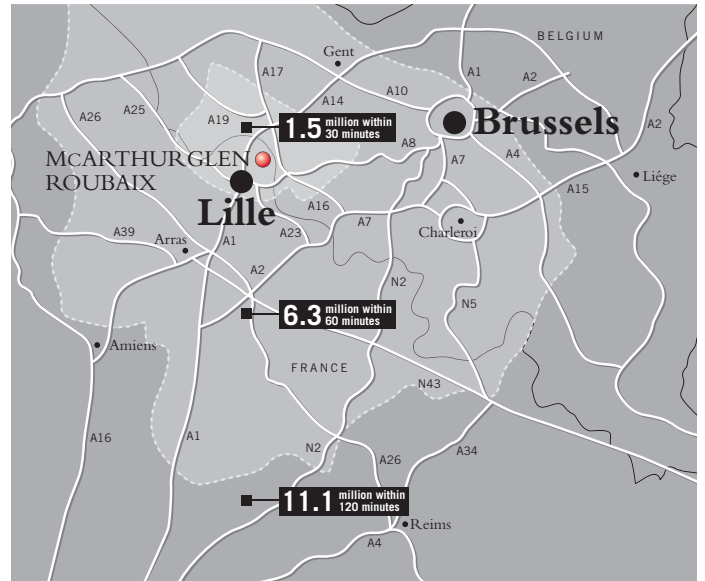 BELGIUM
Gent
A17
A1
A2
A10
A26
A25
A14
A19
1.5 million within
30 minutes
Brussels
A2
A8
McARTHURGLEN
ROUBAIX
A7
A4
Liége
A15
Lille
A16
A39
Arras
A1
A23
A7
Charleroi
A2
N2
N5
6.3 million within
60 minutes
Amiens
FRANCE
N43
A16
A1
N2
A26
A34
11.1 million within
120 minutes
Reims
A4